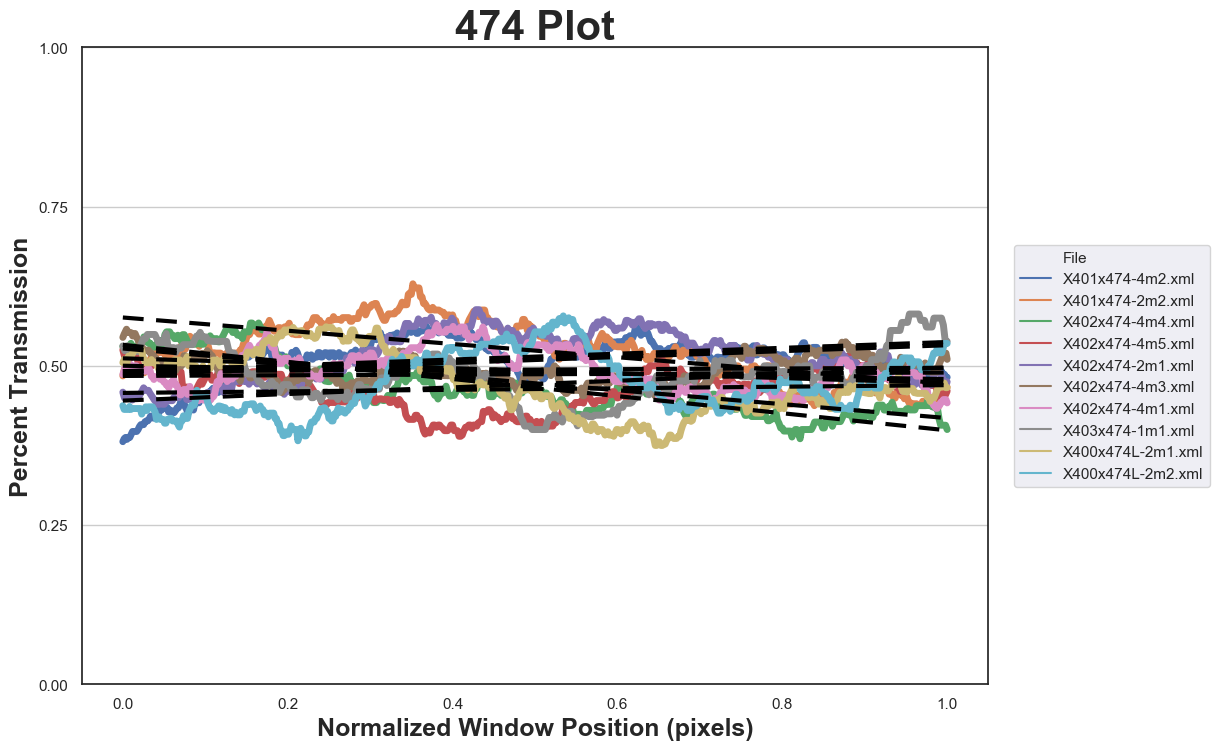 474 Plot
1.00
0.75
0.50
0.25
0.00
Percent Transmission
0.0 0.2 0.4 0.6 0.8 1.0
Normalized Window Position (pixels)
File
X401x474-4m2.xml
X401x474-2m2.xml
X402x474-4m4.xml
X402x474-4m5.xml
X402x474-2m1.xml
X402x474-4m3.xml
X402x474-4m1.xml
X403x474-1m1.xml
X400x474L-2m1.xml
X400x474L-2m2.xml